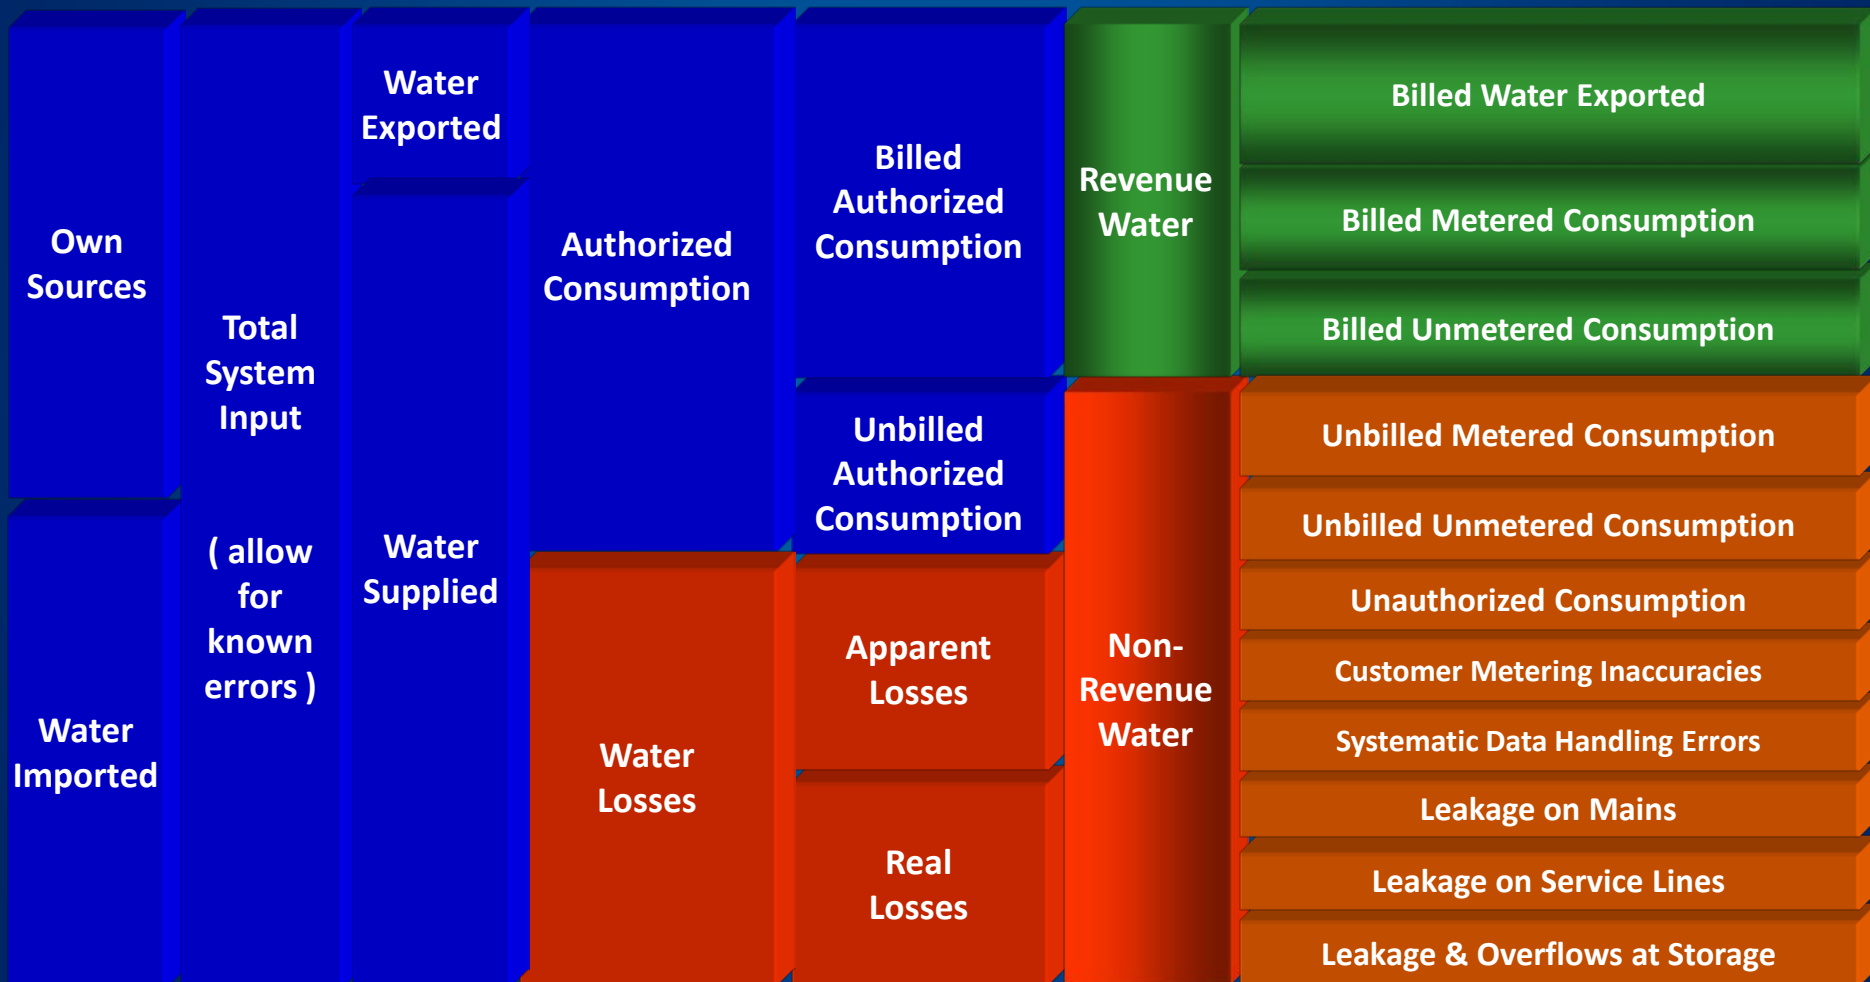 Own
Sources
Water
Imported
Total
System
Input
( allow
for
known
errors )
Water
Exported
Water
Supplied
Authorized
Consumption
Water
Losses
Billed
Authorized
Consumption
Unbilled
Authorized
Consumption
Apparent
Losses
Real
Losses
Revenue
Water
Non-
Revenue
Water
Billed Water Exported
Billed Metered Consumption
Billed Unmetered Consumption
Unbilled Metered Consumption
Unbilled Unmetered Consumption
Unauthorized Consumption
Customer Metering Inaccuracies
Systematic Data Handling Errors
Leakage on Mains
Leakage on Service Lines
Leakage & Overflows at Storage